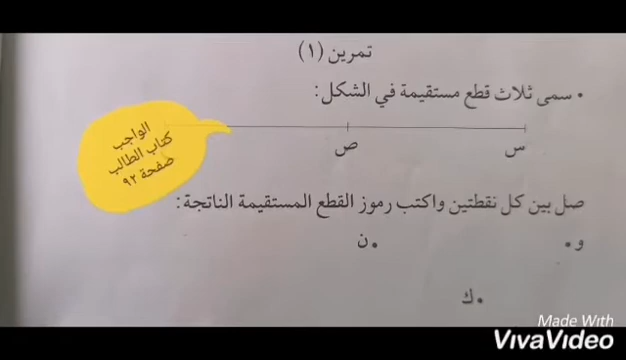 تمرين (١)
• سمى ثلاث قطع مستقيمة في الشكل:
س ص
الواجب
كتاب الطالب
صفحة ٩٢
صل بين كل نقطتين واكتب رموز القطع المستقيمة الناتجة:
و• •ن
•ك
Made With
VivaVideo